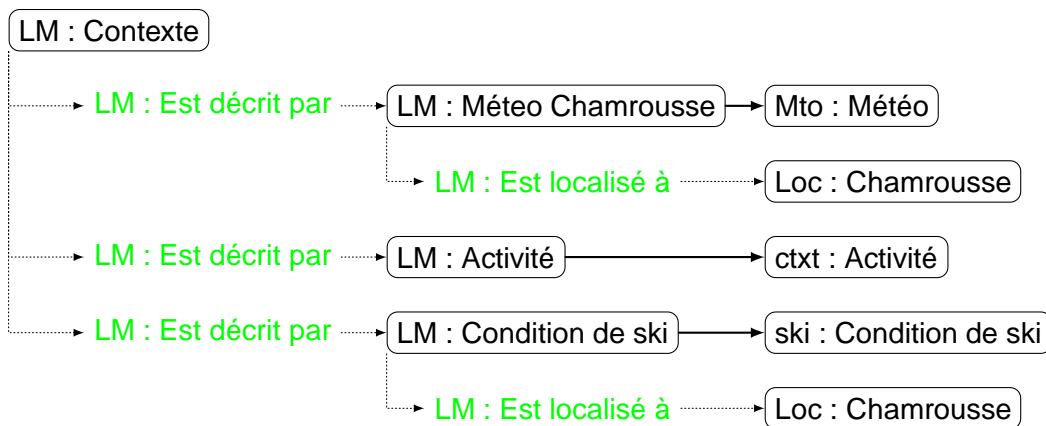 LM : Contexte
LM : Est décrit par LM : Méteo Chamrousse Mto : Météo
LM : Est localisé à Loc : Chamrousse
LM : Est décrit par LM : Activité ctxt : Activité
LM : Est décrit par LM : Condition de ski ski : Condition de ski
LM : Est localisé à Loc : Chamrousse